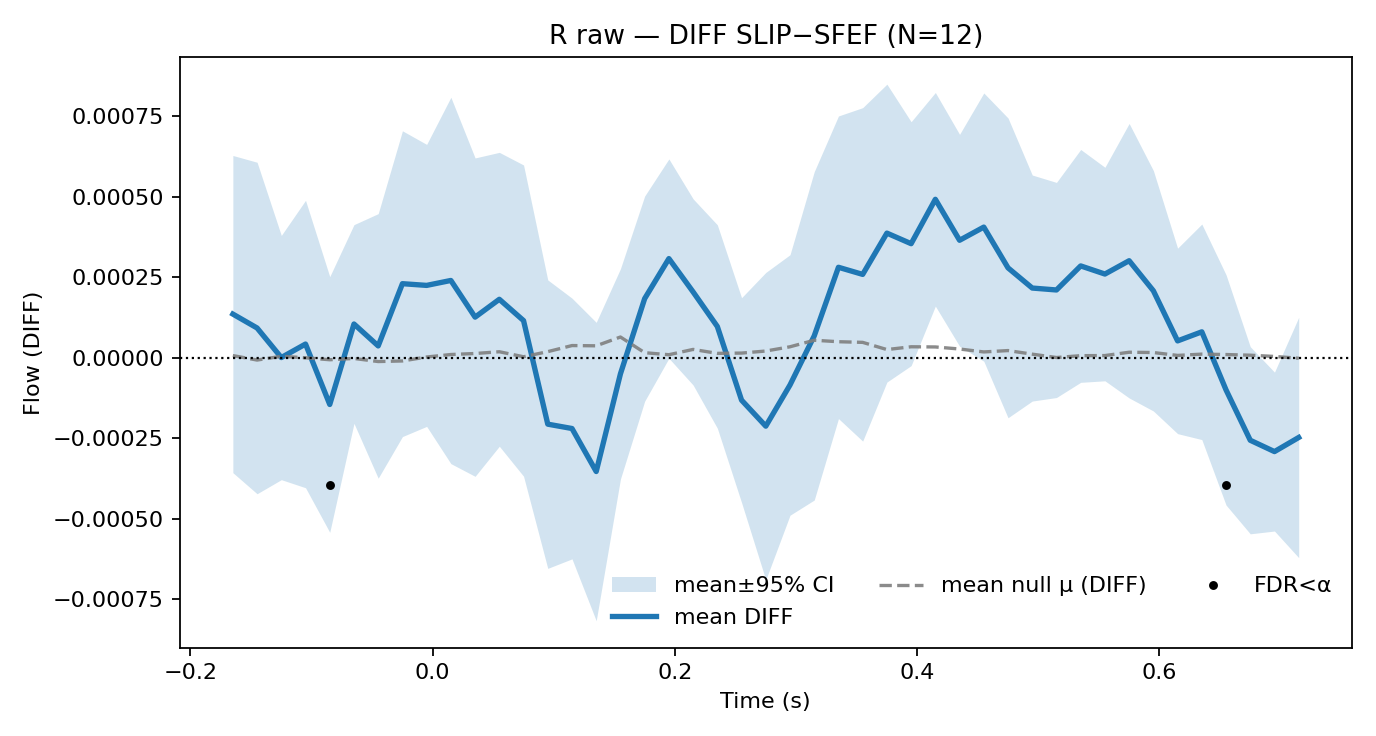 R raw — DIFF SLIP−SFEF (N=12)
Flow (DIFF)
0.00075
0.00050
0.00025
0.00000
−0.00025
−0.00050
−0.00075
mean±95% CI
mean DIFF
mean null μ (DIFF)
FDR<α
−0.2
0.0
0.2
0.4
0.6
Time (s)